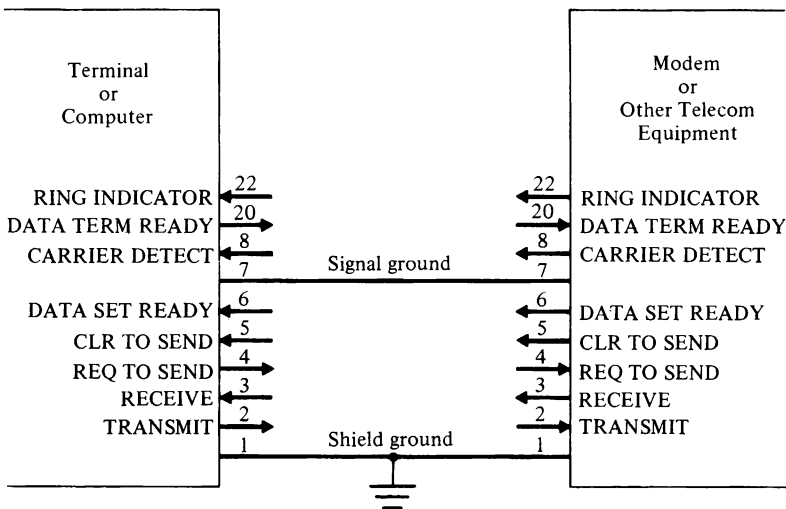 Terminal
or
Computer
Modem
or
Other Telecom
Equipment
RING INDICATOR 22 22 RING INDICATOR
DATA TERM READY 20 20 DATA TERM READY
CARRIER DETECT 8 8 CARRIER DETECT
7 Signal ground 7
DATA SET READY 6 6 DATA SET READY
CLR TO SEND 5 5 CLR TO SEND
REQ TO SEND 4 4 REQ TO SEND
RECEIVE 3 3 RECEIVE
TRANSMIT 2 2 TRANSMIT
1 Shield ground 1